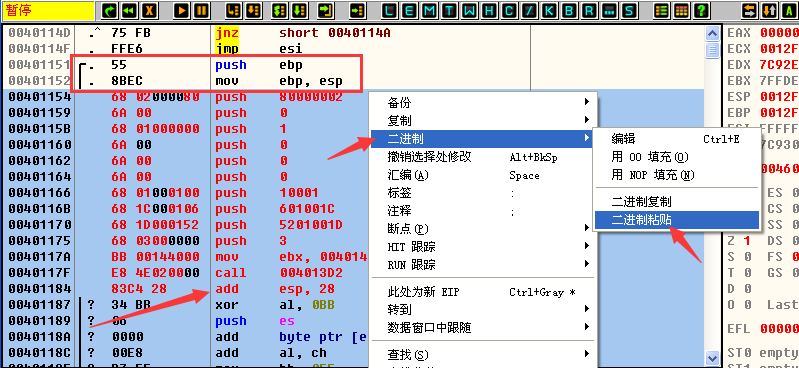 暂停
L E M T W H C / K B R ... S
0040114D .^ 75 FB jnz short 0040114A
0040114F . FFE6 jmp esi
00401151 . 55 push ebp
00401152 . 8BEC mov ebp, esp
00401154 68 02000080 push 80000002
00401159 6A 00 push 0
0040115B 68 01000000 push 1
00401160 6A 00 push 0
00401162 6A 00 push 0
00401164 6A 00 push 0
00401166 68 01000100 push 10001
0040116B 68 1C000106 push 601001C
00401170 68 1D000152 push 5201001D
00401175 68 03000000 push 3
0040117A BB 00144000 mov ebx, 004014
0040117F E8 4E020000 call 004013D2
00401184 83C4 28 add esp, 28
00401187 ? 34 BB xor al, 0BB
00401189 ? 06 push es
0040118A ? 0000 add byte ptr [e
0040118C ? 00E8 add al, ch
备份
复制
二进制
撤销选择处修改 Alt+BkSp
汇编(A) Space
标签 :
注释 ;
断点(P)
HIT 跟踪
RUN 跟踪
此处为新 EIP Ctrl+Gray *
转到
数据窗口中跟随
查找(S)
编辑 Ctrl+E
用 00 填充(O)
用 NOP 填充(N)
二进制复制
二进制粘贴
EAX 00000
ECX 0012F
EDX 7C92E
EBX 7FFDE
ESP 0012F
EBP 0012F
FFFFF
7C930
00460
ES 0
CS 0
SS 0
Z 1 DS 0
S 0 FS 0
T 0 GS 0
D 0
O 0 Last
EFL 00000
ST0 empty
ST1 empty